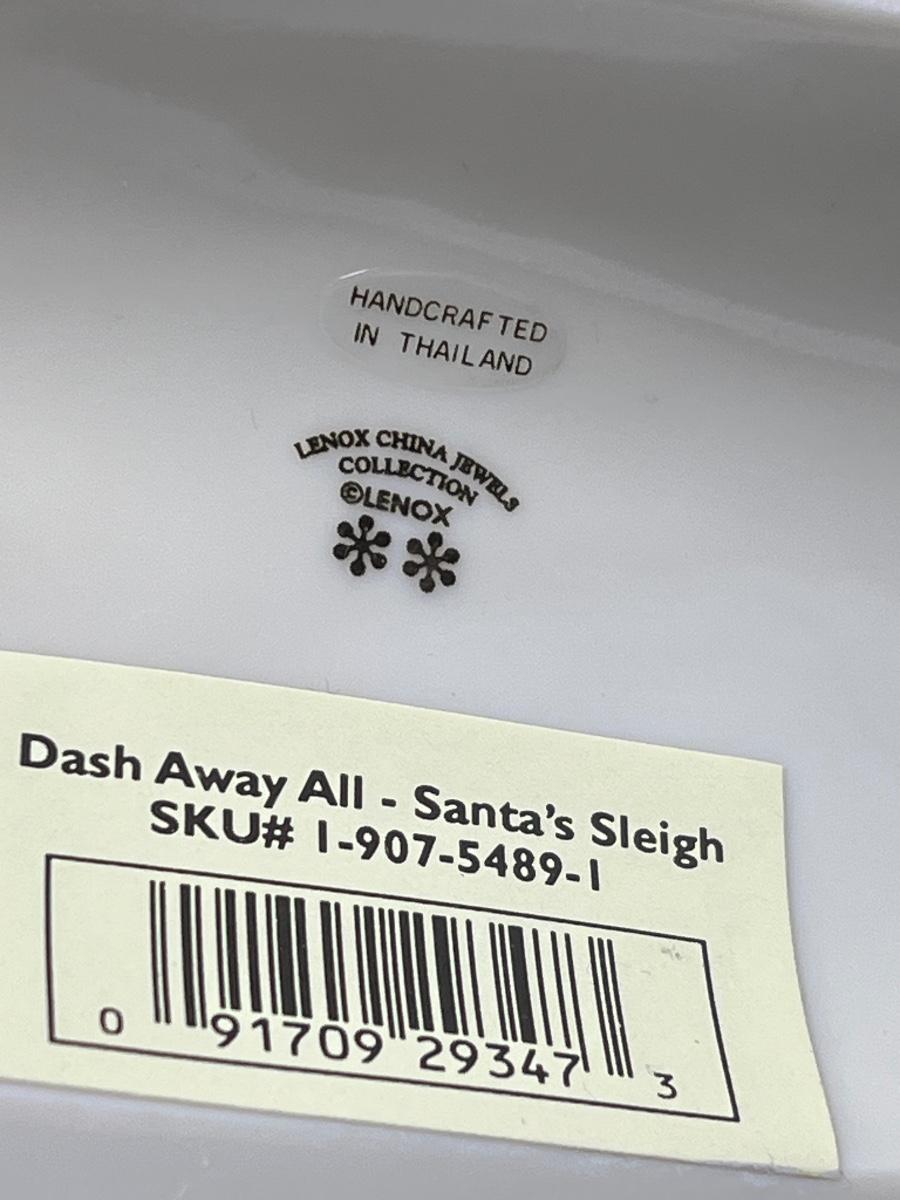 HANDCRAFTED
IN THAILAND
LENOX CHINA JEWELS
COLLECTION
©LENOX
Dash Away All - Santa's Sleigh
SKU# 1-907-5489-1
0 91709 29347 3